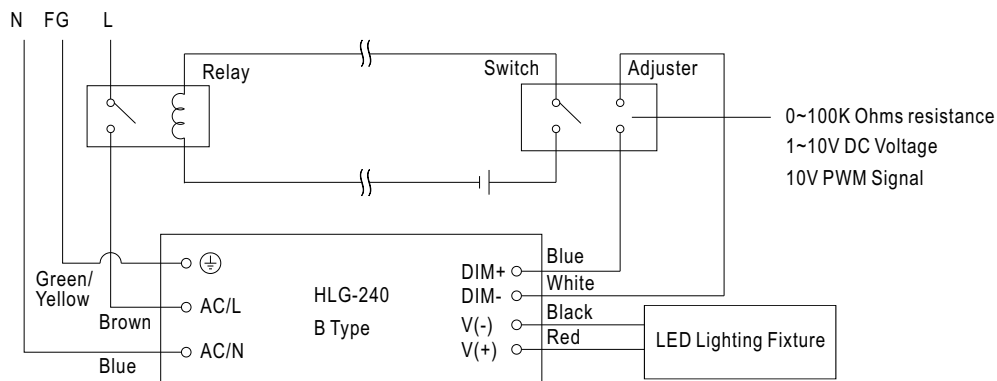 N FG L
Relay
Switch
Adjuster
0~100K Ohms resistance
1~10V DC Voltage
10V PWM Signal
Green/
Yellow
Brown
Blue
AC/L
AC/N
HLG-240
B Type
DIM+
DIM-
V(-)
V(+)
Blue
White
Black
Red
LED Lighting Fixture